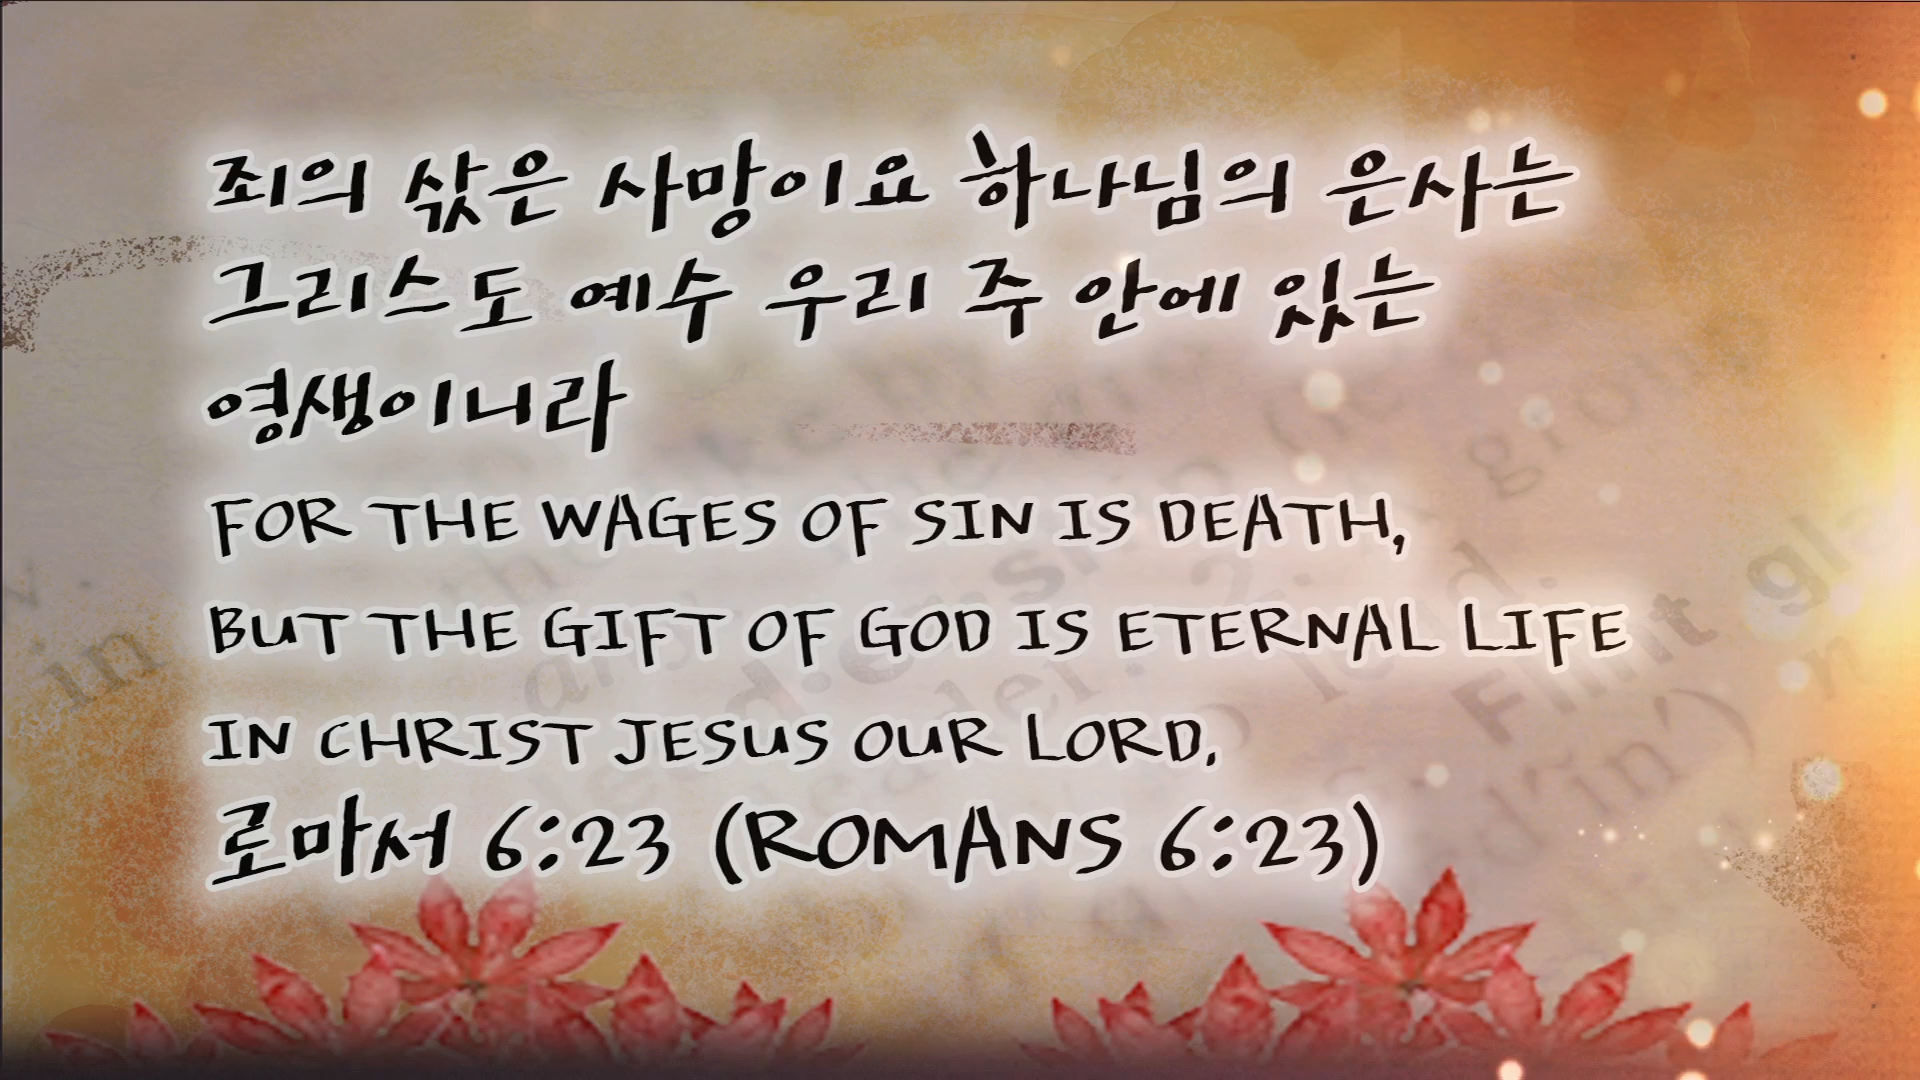 죄의 삯은 사망이요 하나님의 은사는
그리스도 예수 우리 주 안에 있는
영생이니라
FOR THE WAGES OF SIN IS DEATH,
BUT THE GIFT OF GOD IS ETERNAL LIFE
IN CHRIST JESUS OUR LORD.
로마서 6:23 (ROMANS 6:23)